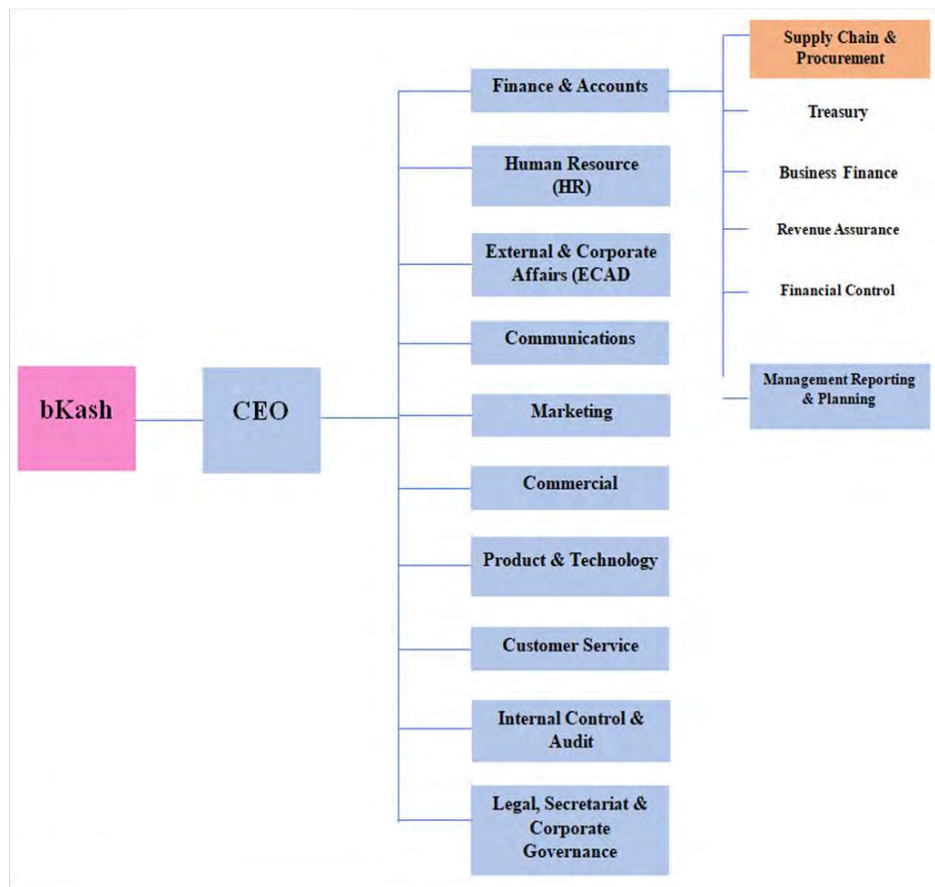 bKash
CEO
Finance & Accounts
Human Resource
(HR)
External & Corporate
Affairs (ECAD
Communications
Marketing
Commercial
Product & Technology
Customer Service
Internal Control &
Audit
Legal, Secretariat &
Corporate
Governance
Supply Chain &
Procurement
Treasury
Business Finance
Revenue Assurance
Financial Control
Management Reporting
& Planning